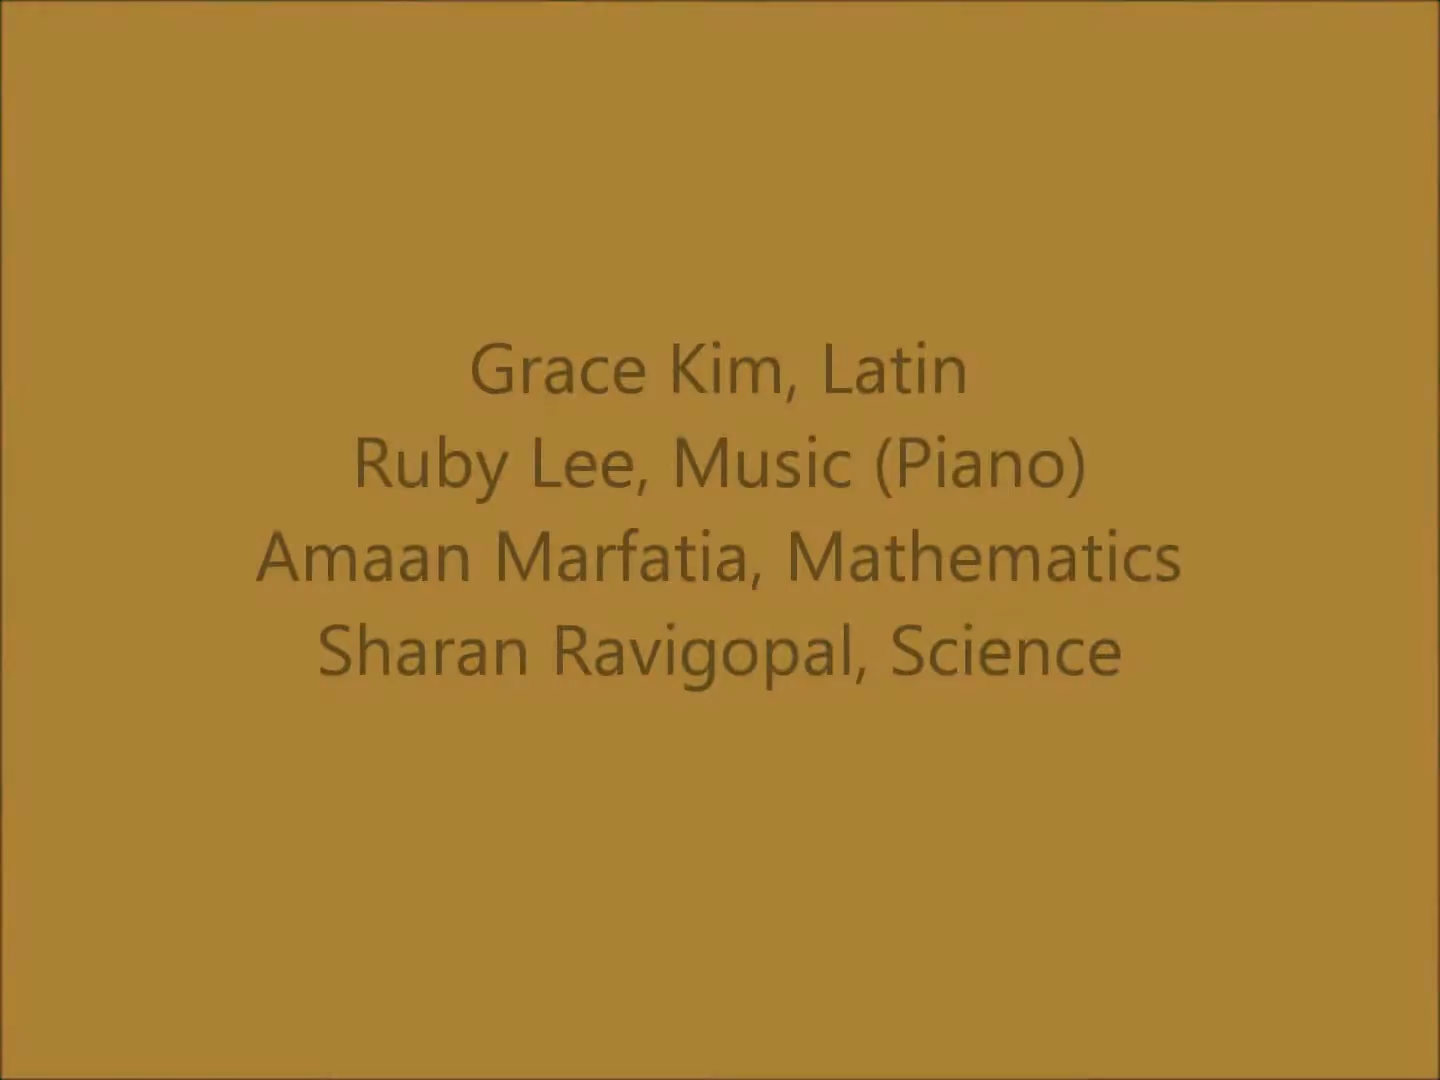 Grace Kim, Latin
Ruby Lee, Music (Piano)
Amaan Marfatia, Mathematics
Sharan Ravigopal, Science